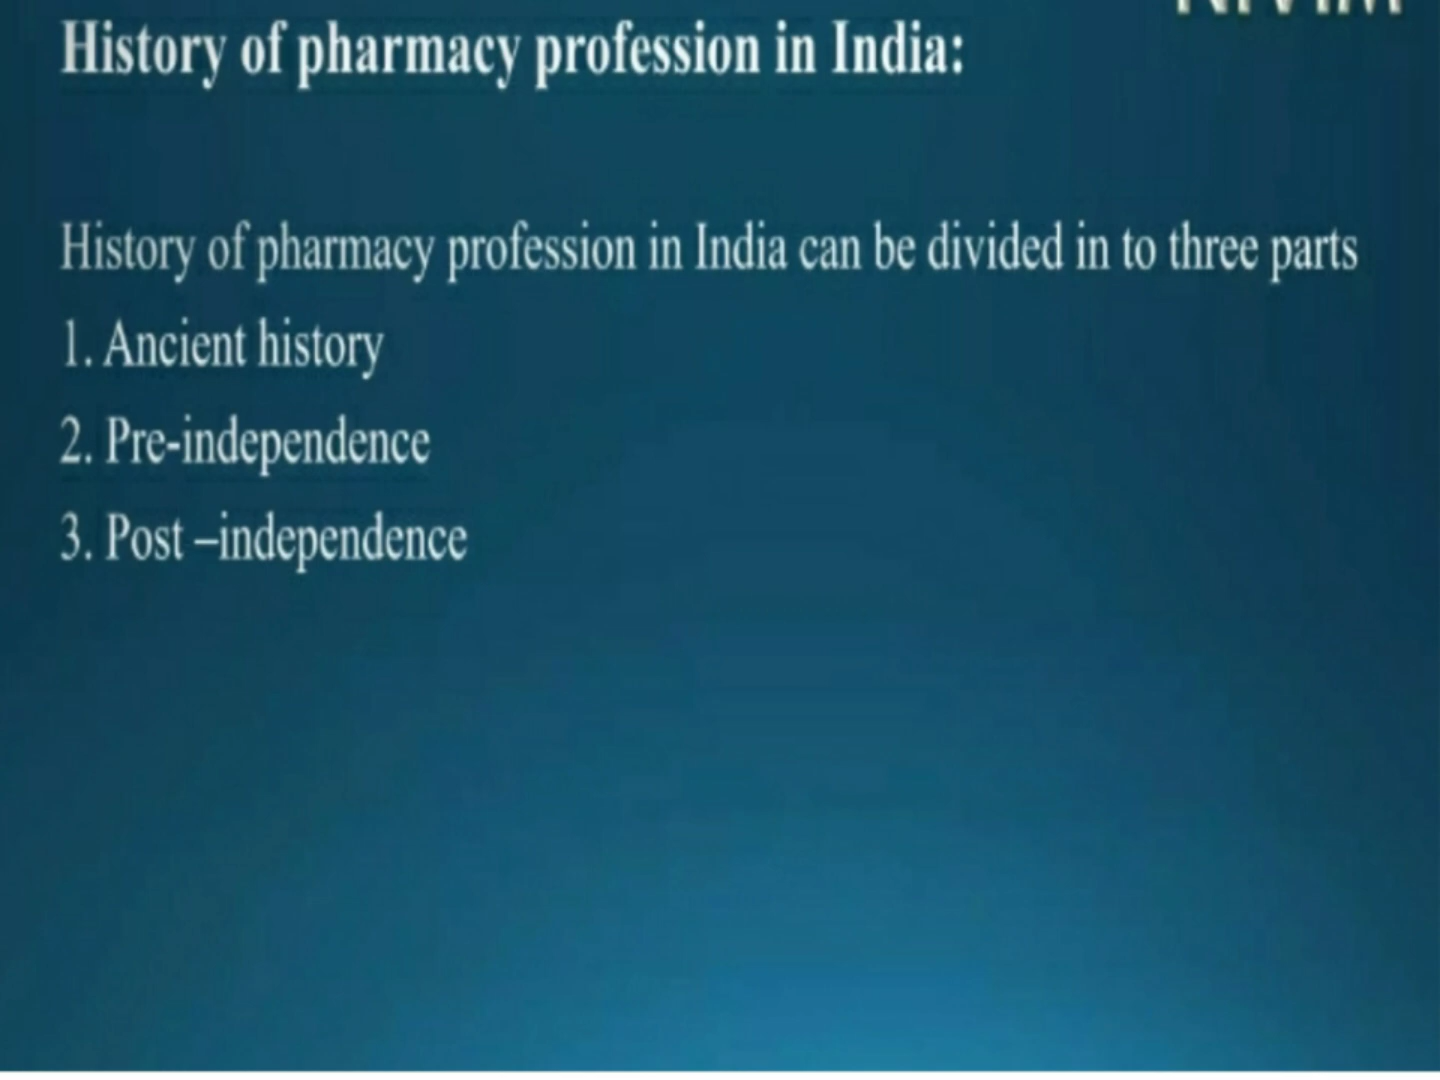 History of pharmacy profession in India:
History of pharmacy profession in India can be divided in to three parts
1. Ancient history
2. Pre-independence
3. Post –independence